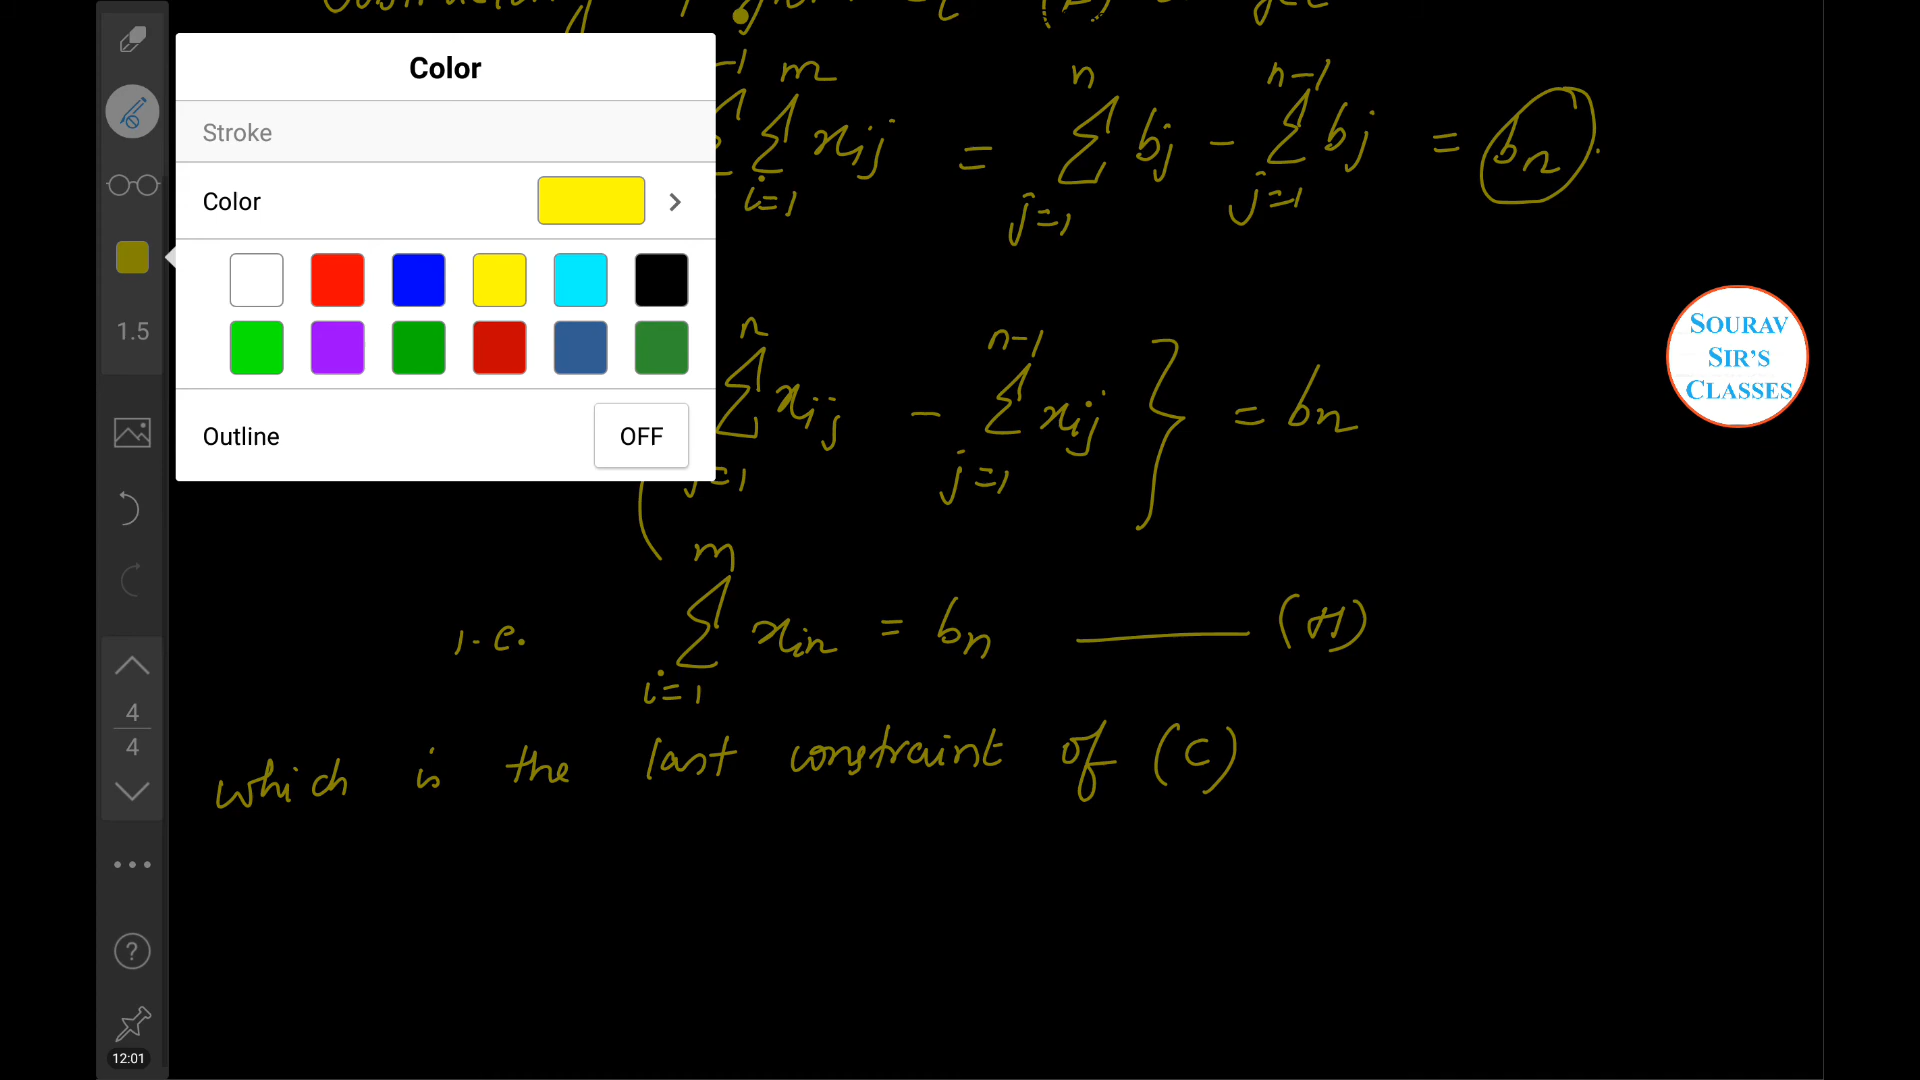 Color
Stroke
Color
Outline OFF
1.5
4
4
12:01
-1 m n n-1
Σ Σ xij = Σ bj - Σ bj = bn.
i=1 j=1 j=1
n n-1
Σ xij - Σ xij } = bn
j=1 j=1
m
i.e. Σ xin = bn —— (H)
i=1
which is the last constraint of (C)
SOURAV
SIR'S
CLASSES